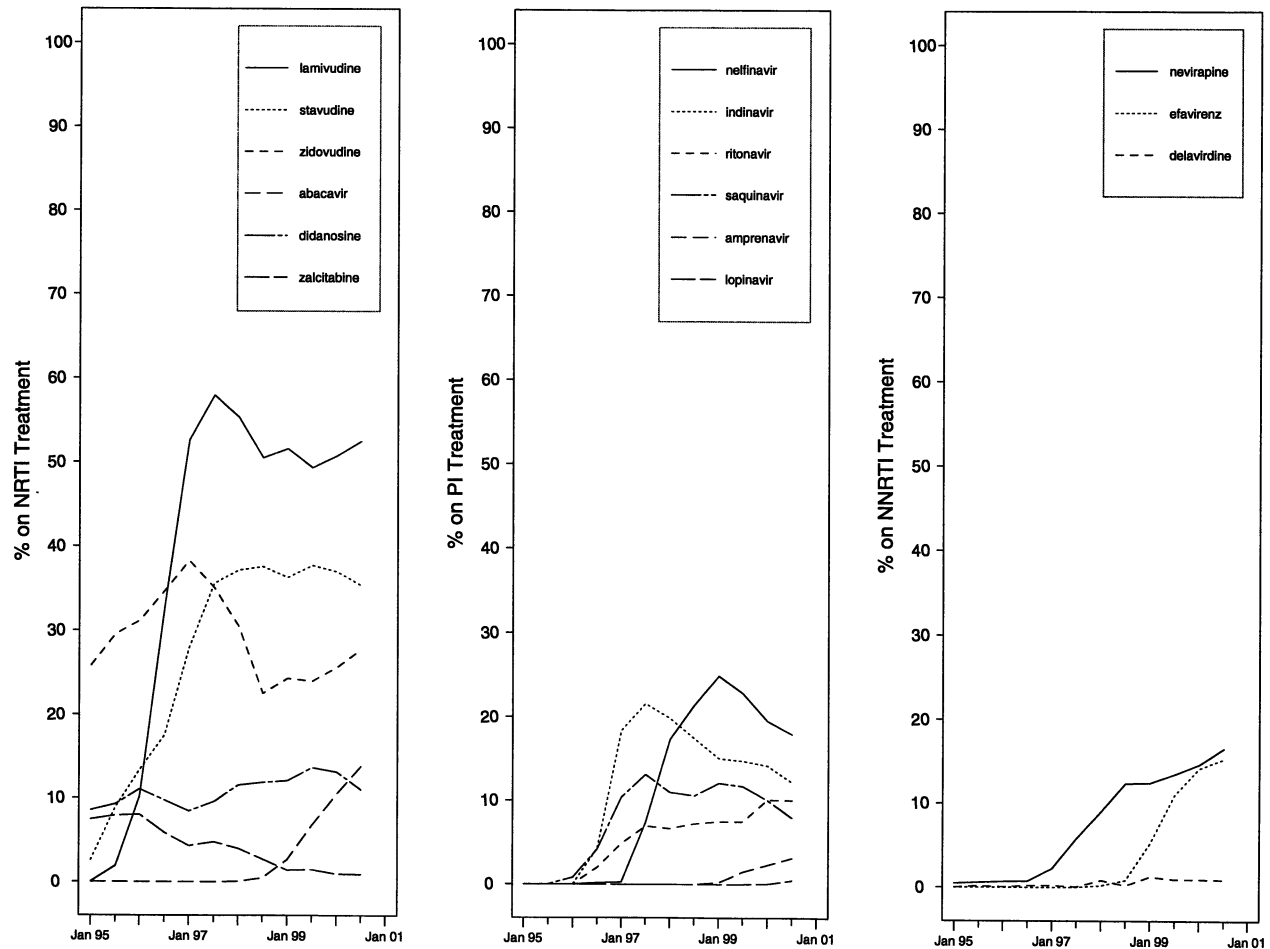 % on NRTI Treatment
100
90
80
70
60
50
40
30
20
10
0
Jan 95
Jan 97
Jan 99
Jan 01
lamivudine
stavudine
zidovudine
abacavir
didanosine
zalcitabine
% on PI Treatment
100
90
80
70
60
50
40
30
20
10
0
Jan 95
Jan 97
Jan 99
Jan 01
nelfinavir
indinavir
ritonavir
saquinavir
amprenavir
lopinavir
% on NNRTI Treatment
100
90
80
70
60
50
40
30
20
10
0
Jan 95
Jan 97
Jan 99
Jan 01
nevirapine
efavirenz
delavirdine